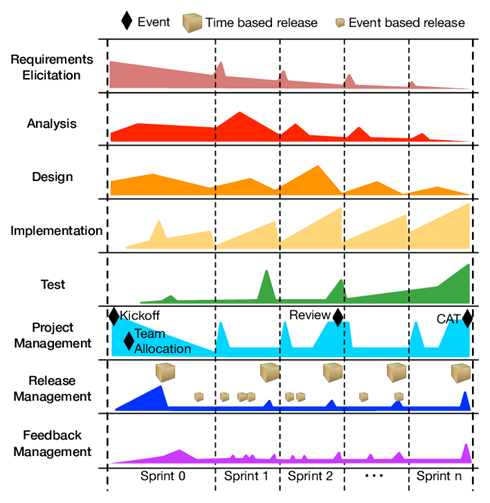 Event Time based release Event based release
Requirements
Elicitation
Analysis
Design
Implementation
Test
Project
Management
Kickoff
Team
Allocation
Review
CAT
Release
Management
Feedback
Management
Sprint 0 Sprint 1 Sprint 2 ··· Sprint n